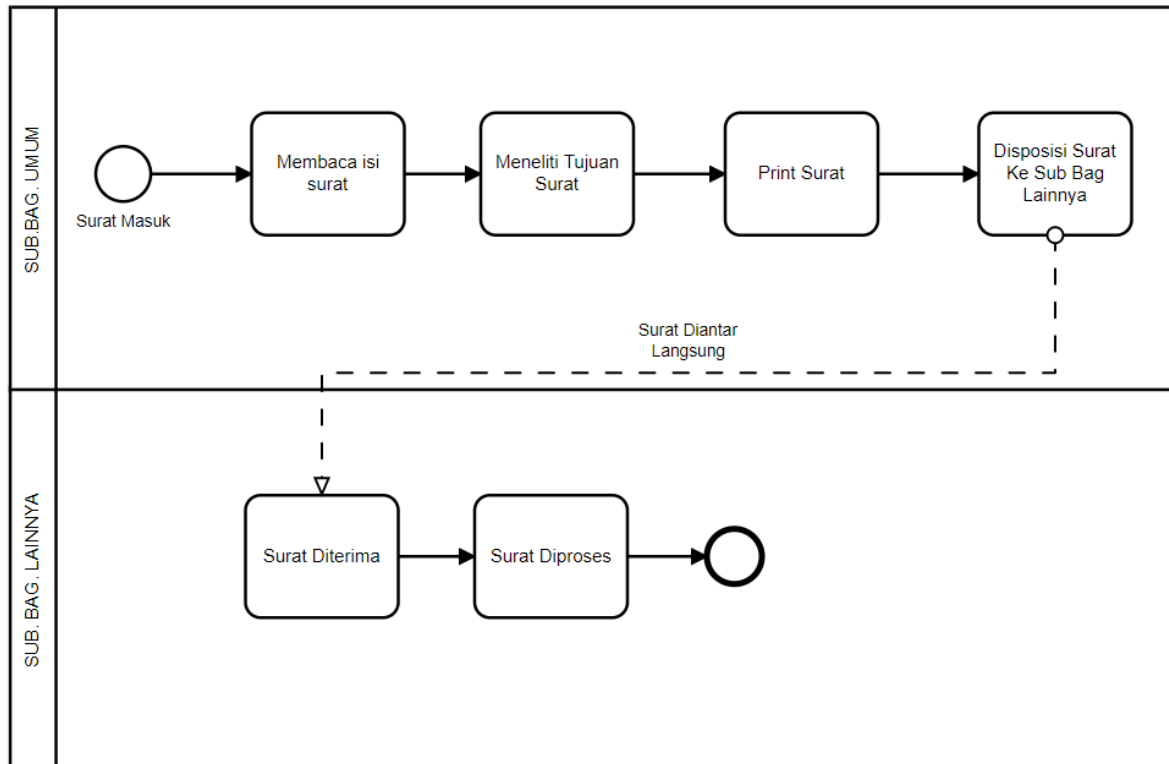 SUB.BAG. UMUM
Surat Masuk
Membaca isi
surat
Meneliti Tujuan
Surat
Print Surat
Disposisi Surat
Ke Sub Bag
Lainnya
Surat Diantar
Langsung
SUB. BAG. LAINNYA
Surat Diterima
Surat Diproses